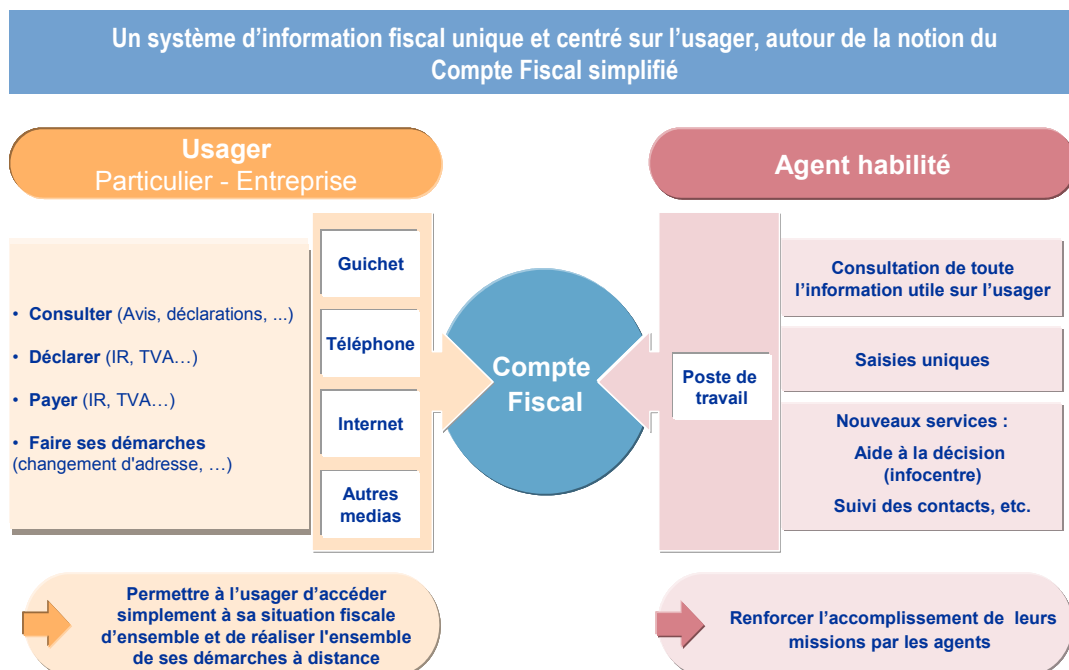 Un système d’information fiscal unique et centré sur l’usager, autour de la notion du
Compte Fiscal simplifié
Usager
Particulier - Entreprise
• Consulter (Avis, déclarations, ...)
• Déclarer (IR, TVA…)
• Payer (IR, TVA…)
• Faire ses démarches
(changement d'adresse, …)
Guichet
Téléphone
Internet
Autres
medias
Compte
Fiscal
Agent habilité
Poste de
travail
Consultation de toute
l’information utile sur l’usager
Saisies uniques
Nouveaux services :
Aide à la décision
(infocentre)
Suivi des contacts, etc.
Permettre à l’usager d’accéder
simplement à sa situation fiscale
d’ensemble et de réaliser l'ensemble
de ses démarches à distance
Renforcer l’accomplissement de leurs
missions par les agents